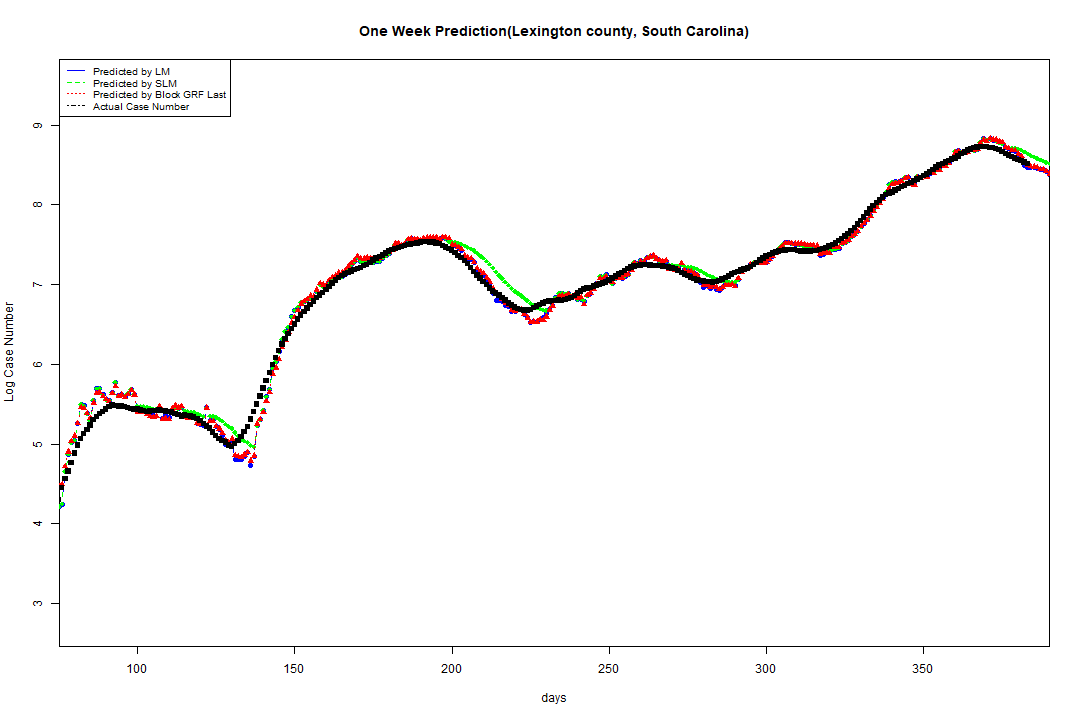 One Week Prediction(Lexington county, South Carolina)
Predicted by LM
Predicted by SLM
Predicted by Block GRF Last
Actual Case Number
9
8
7
6
5
4
3
Log Case Number
100 150 200 250 300 350
days